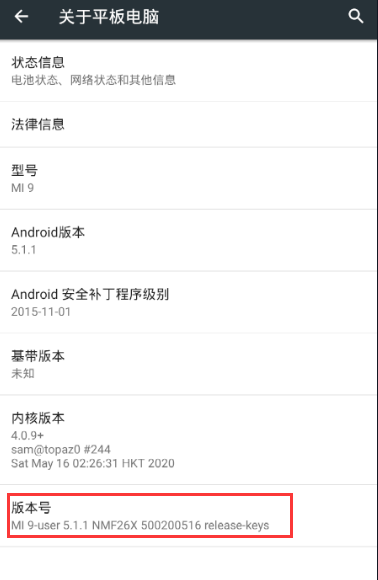 关于平板电脑
状态信息
电池状态、网络状态和其他信息
法律信息
型号
MI 9
Android版本
5.1.1
Android 安全补丁程序级别
2015-11-01
基带版本
未知
内核版本
4.0.9+
sam@topaz0 #244
Sat May 16 02:26:31 HKT 2020
版本号
MI 9-user 5.1.1 NMF26X 500200516 release-keys